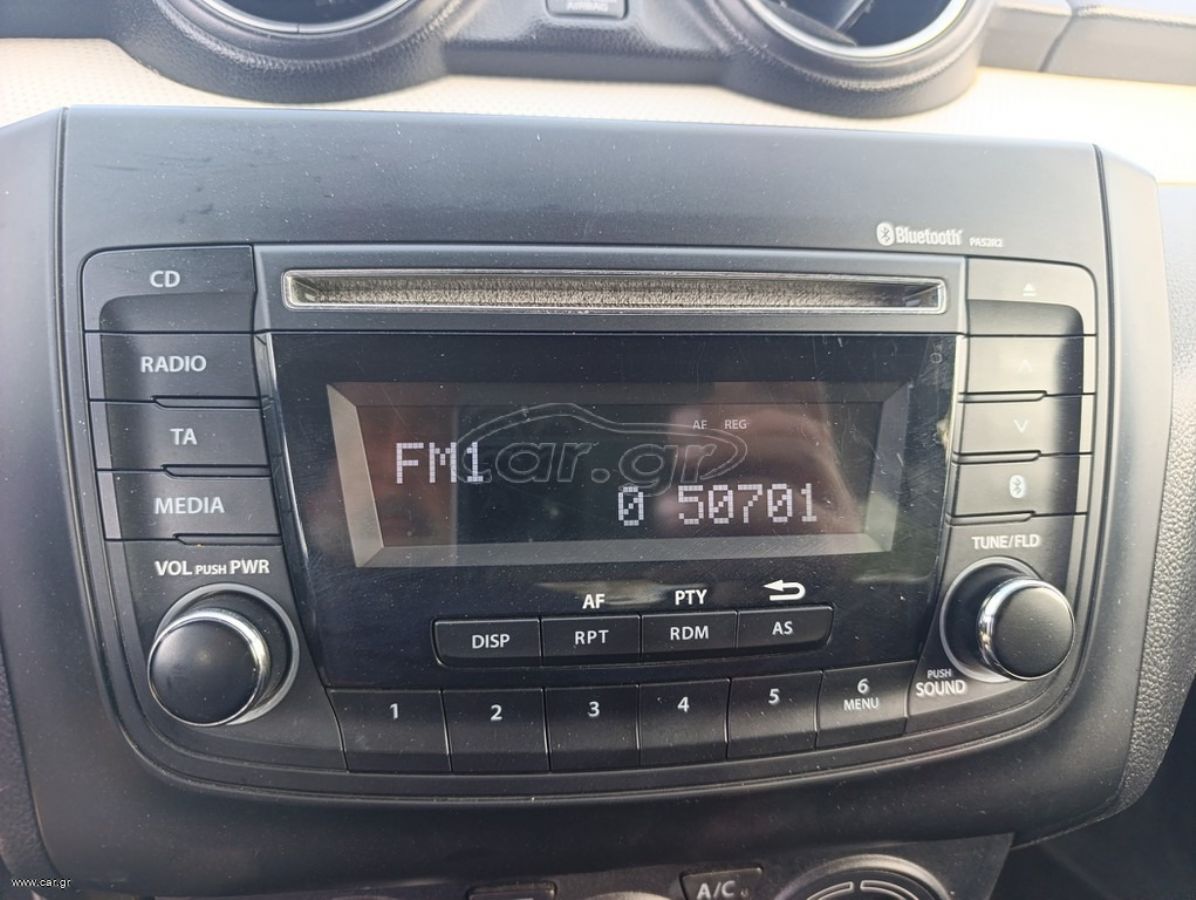 AIRBAG
Bluetooth PA52R2
CD
RADIO
TA
MEDIA
AF REG
FM1
car.gr
0 50701
VOL PUSH PWR
TUNE/FLD
AF PTY
DISP RPT RDM AS
PUSH
SOUND
1 2 3 4 5 6
MENU
A/C
www.car.gr